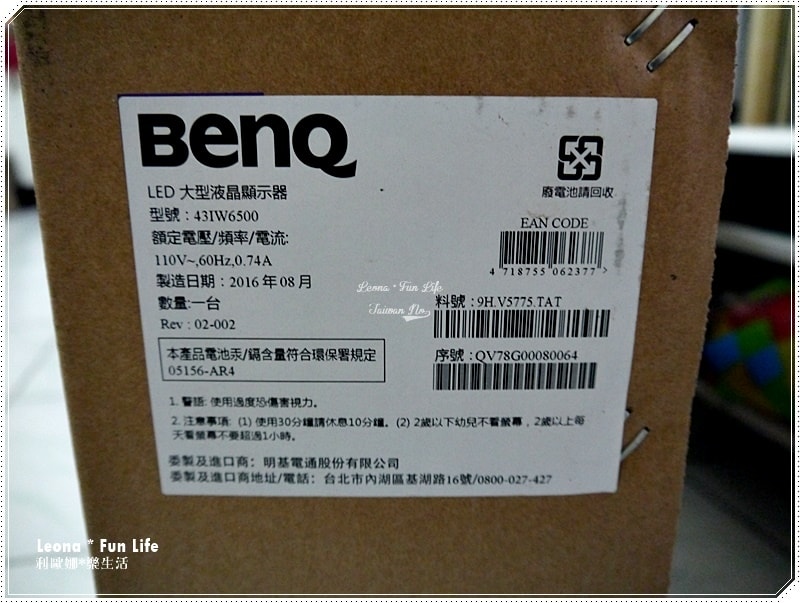 BenQ
LED 大型液晶顯示器
型號：43IW6500
額定電壓/頻率/電流:
110V~,60Hz,0.74A
製造日期：2016 年 08 月
數量:一台
Rev : 02-002
本產品電池汞/鎘含量符合環保署規定
05156-AR4
廢電池請回收
EAN CODE
4 718755 062377 >
料號：9H.V5775.TAT
序號：QV78G00080064
1. 警語: 使用過度恐傷害視力。
2. 注意事項: (1) 使用30分鐘請休息10分鐘。(2) 2歲以下幼兒不看螢幕，2歲以上每
天看螢幕不要超過1小時。
委製及進口商：明基電通股份有限公司
委製及進口商地址/電話：台北市內湖區基湖路16號/0800-027-427
Leona * Fun Life
Taiwan No.
Leona * Fun Life
利歐娜*樂生活